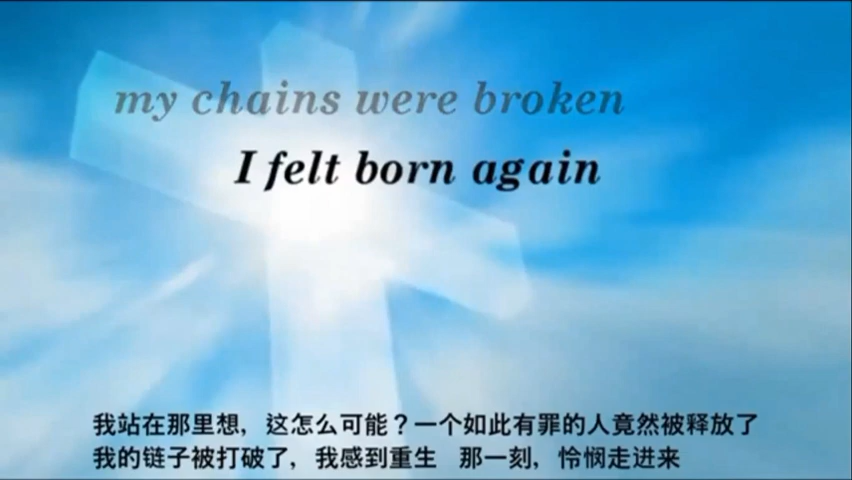 my chains were broken
I felt born again
我站在那里想，这怎么可能？一个如此有罪的人竟然被释放了
我的链子被打破了，我感到重生 那一刻，怜悯走进来